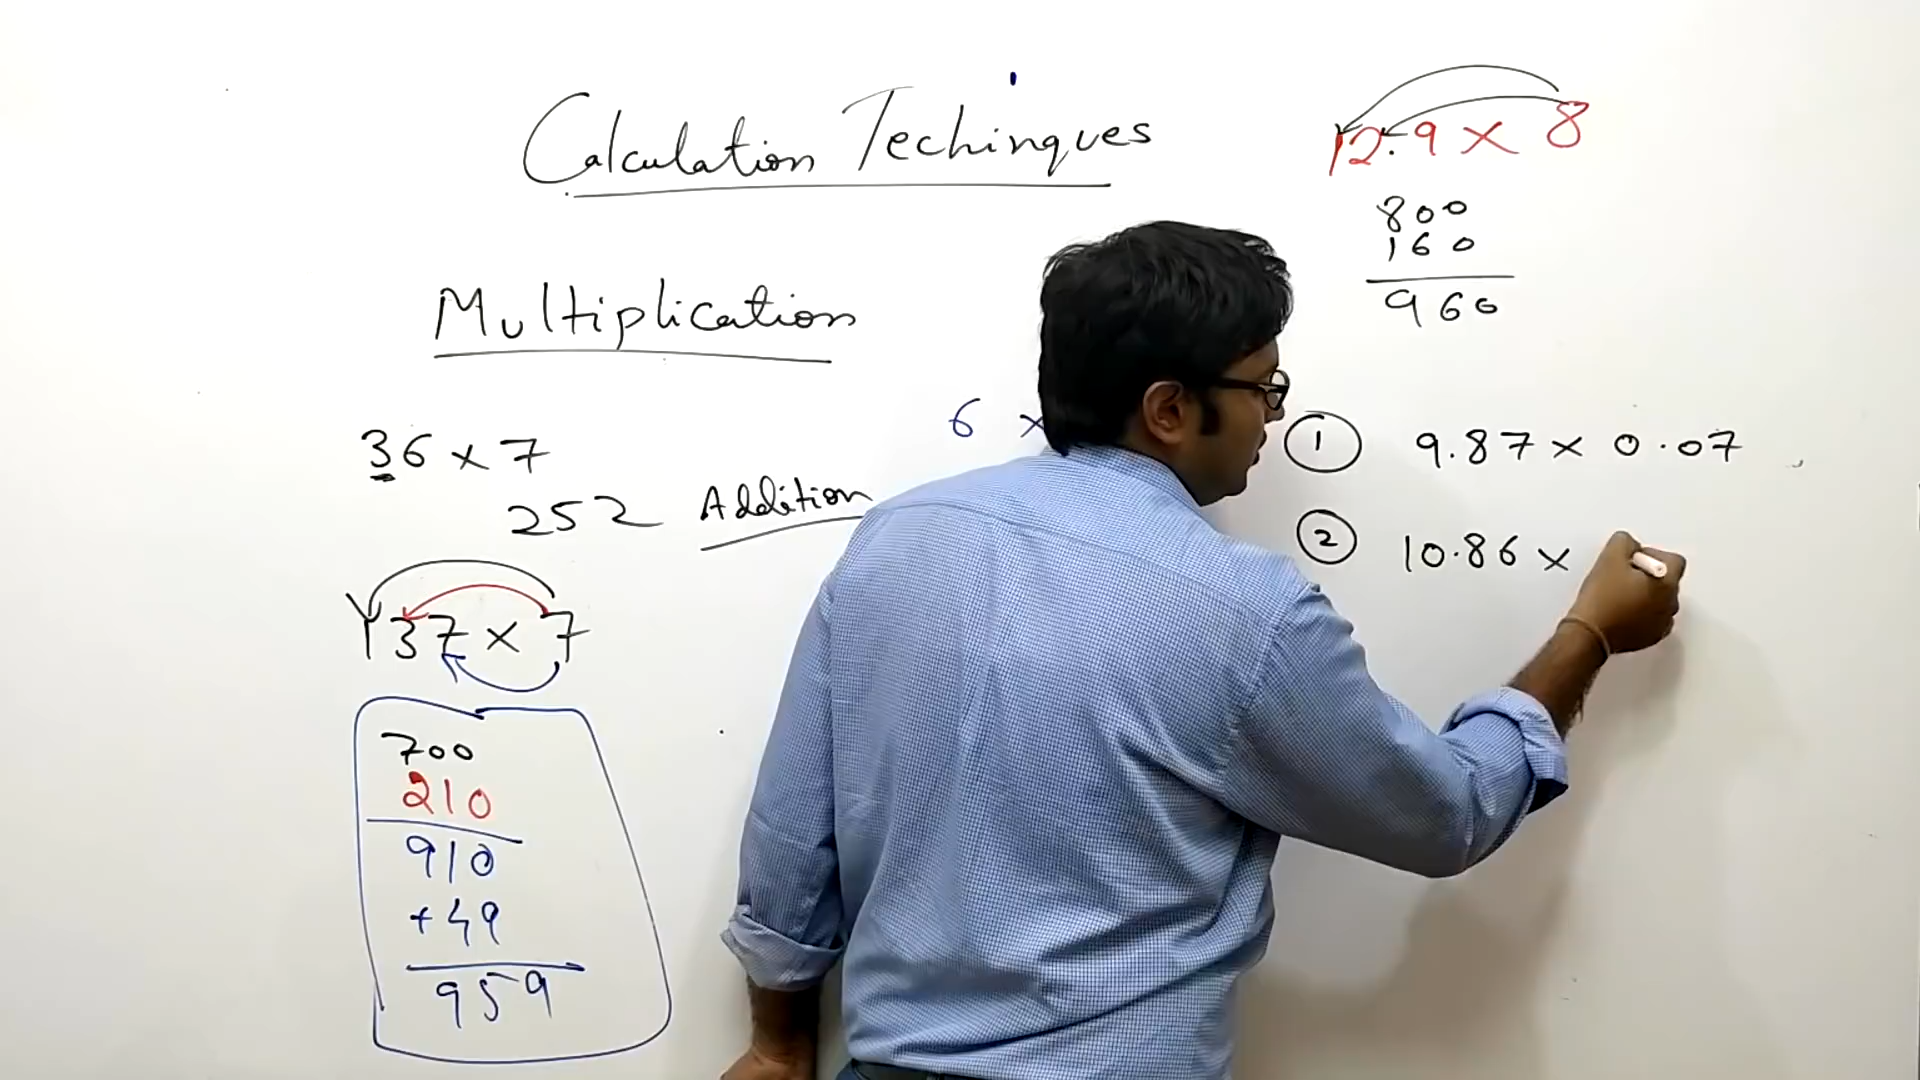 Calculation Techinques
Multiplication
36 x 7
252
Addition
137 x 7
700
210
910
+49
959
6 x
12.9 x 8
800
160
960
1 9.87 x 0.07
2 10.86 x